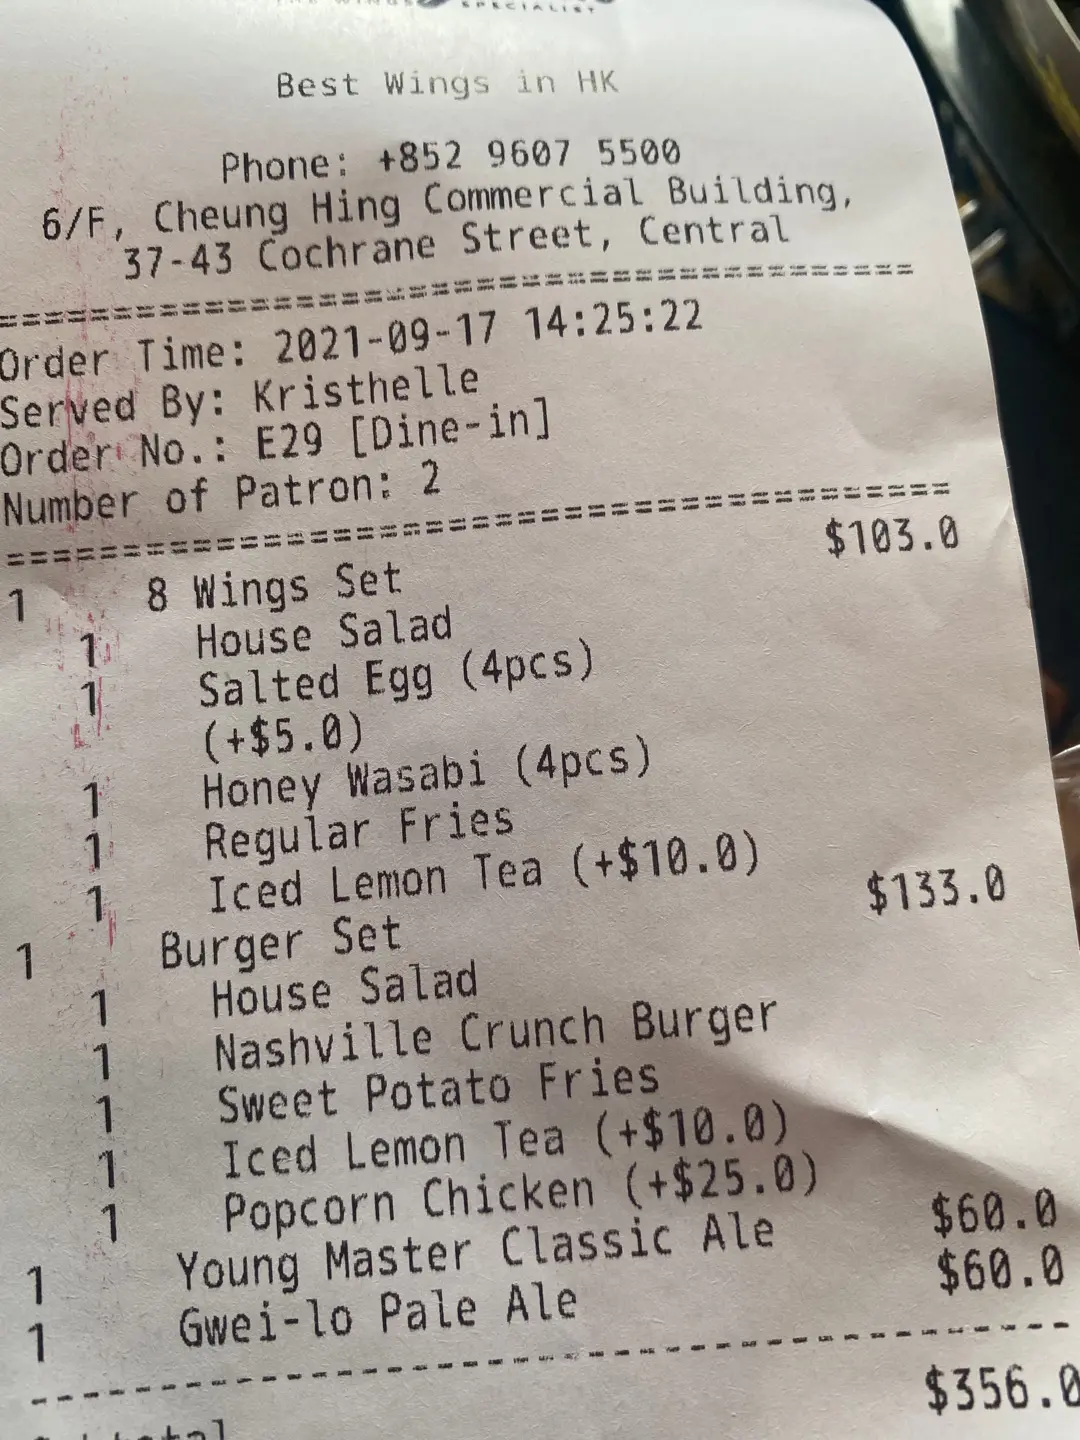 THE WINGS SPECIALIST
Best Wings in HK
Phone: +852 9607 5500
6/F, Cheung Hing Commercial Building,
37-43 Cochrane Street, Central
======================================
Order Time: 2021-09-17 14:25:22
Served By: Kristhelle
Order No.: E29 [Dine-in]
Number of Patron: 2
======================================
1 8 Wings Set $103.0
1 House Salad
1 Salted Egg (4pcs)
(+$5.0)
1 Honey Wasabi (4pcs)
1 Regular Fries
1 Iced Lemon Tea (+$10.0)
1 Burger Set $133.0
1 House Salad
1 Nashville Crunch Burger
1 Sweet Potato Fries
1 Iced Lemon Tea (+$10.0)
1 Popcorn Chicken (+$25.0)
1 Young Master Classic Ale $60.0
1 Gwei-lo Pale Ale $60.0
--------------------------------------
$356.0